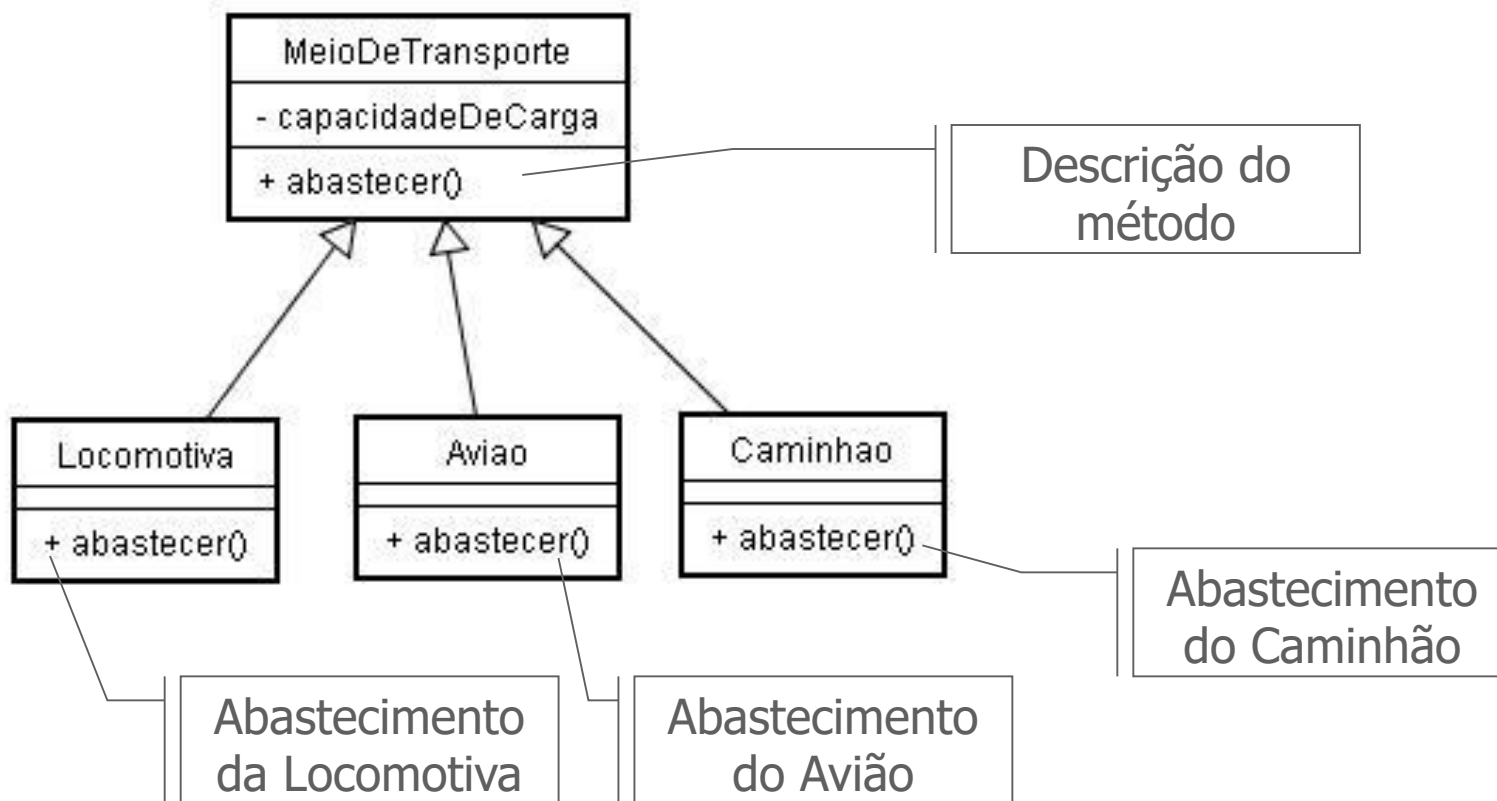 MeioDeTransporte
- capacidadeDeCarga
+ abastecer()
Descrição do
método
Locomotiva
+ abastecer()
Aviao
+ abastecer()
Caminhao
+ abastecer()
Abastecimento
do Caminhão
Abastecimento
da Locomotiva
Abastecimento
do Avião